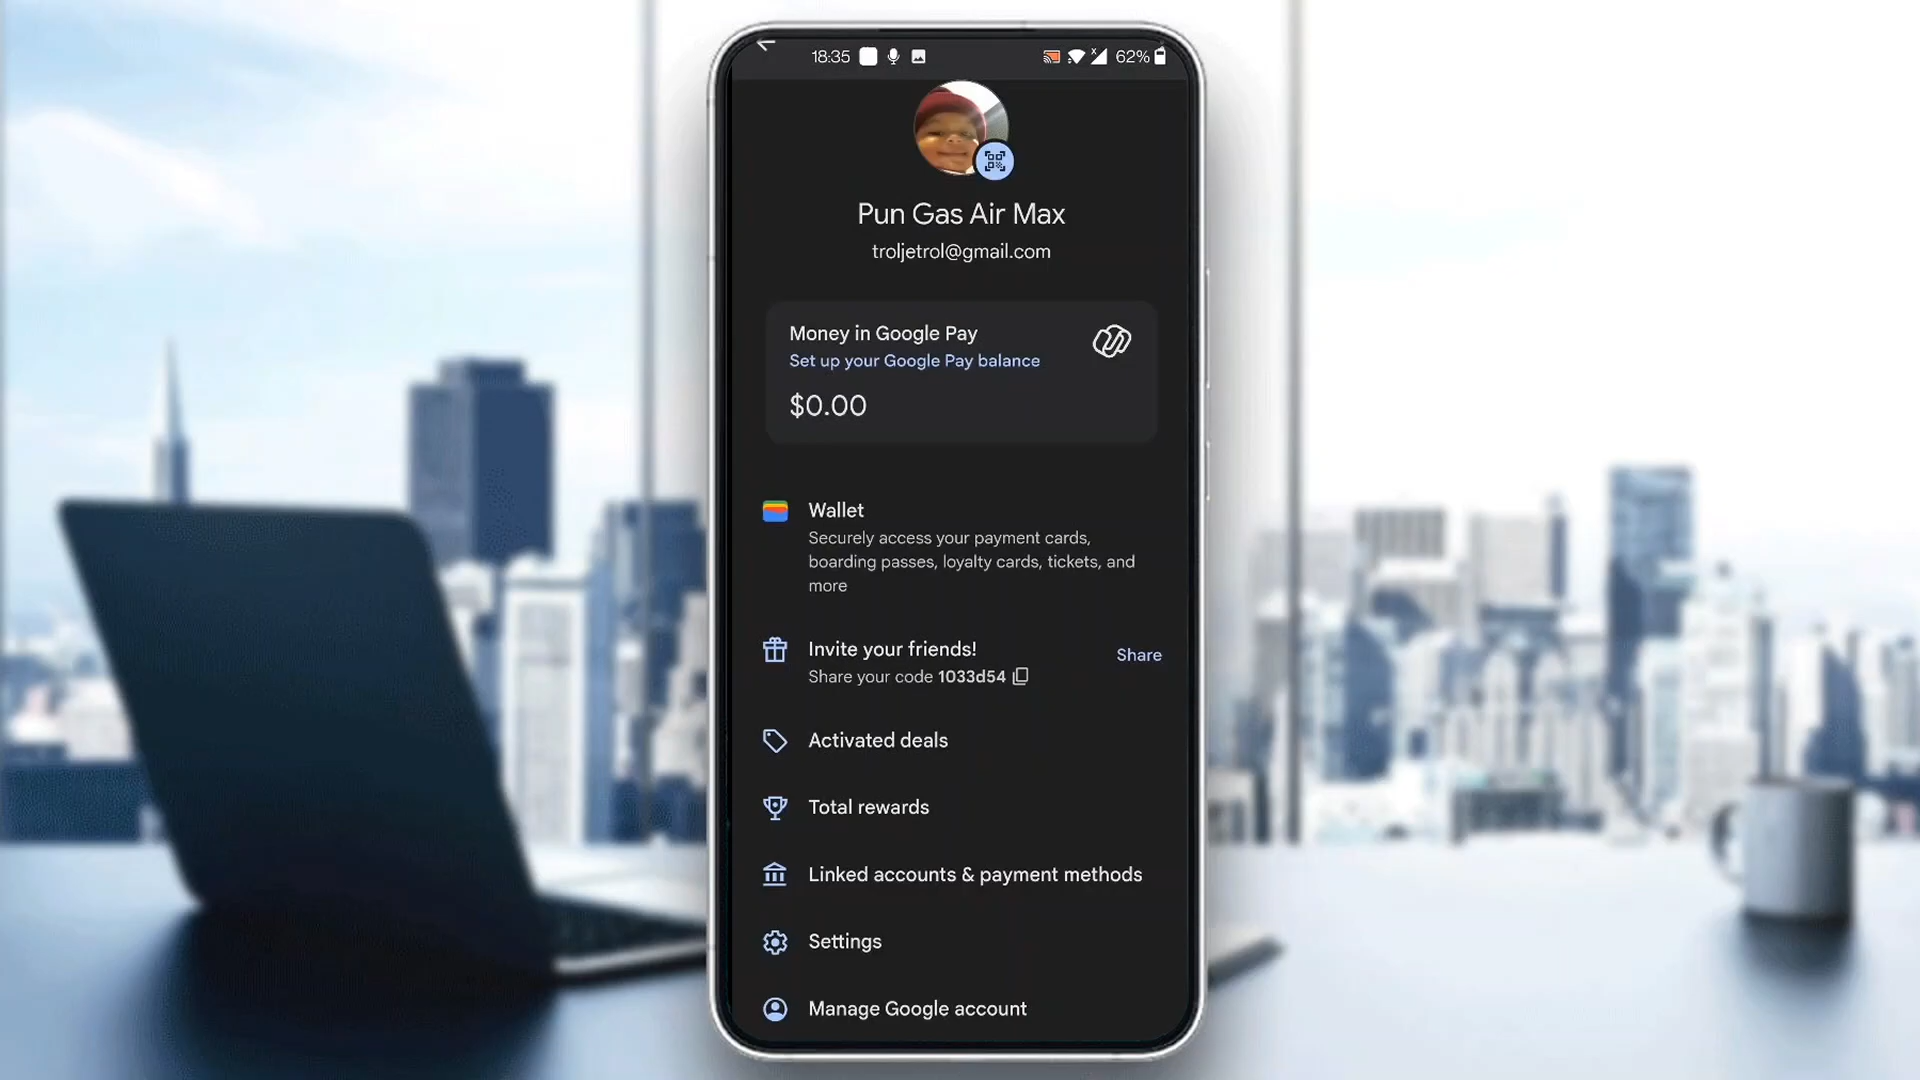 18:35
62%
Pun Gas Air Max
troljetrol@gmail.com
Money in Google Pay
Set up your Google Pay balance
$0.00
Wallet
Securely access your payment cards,
boarding passes, loyalty cards, tickets, and
more
Invite your friends!
Share your code 1033d54
Share
Activated deals
Total rewards
Linked accounts & payment methods
Settings
Manage Google account